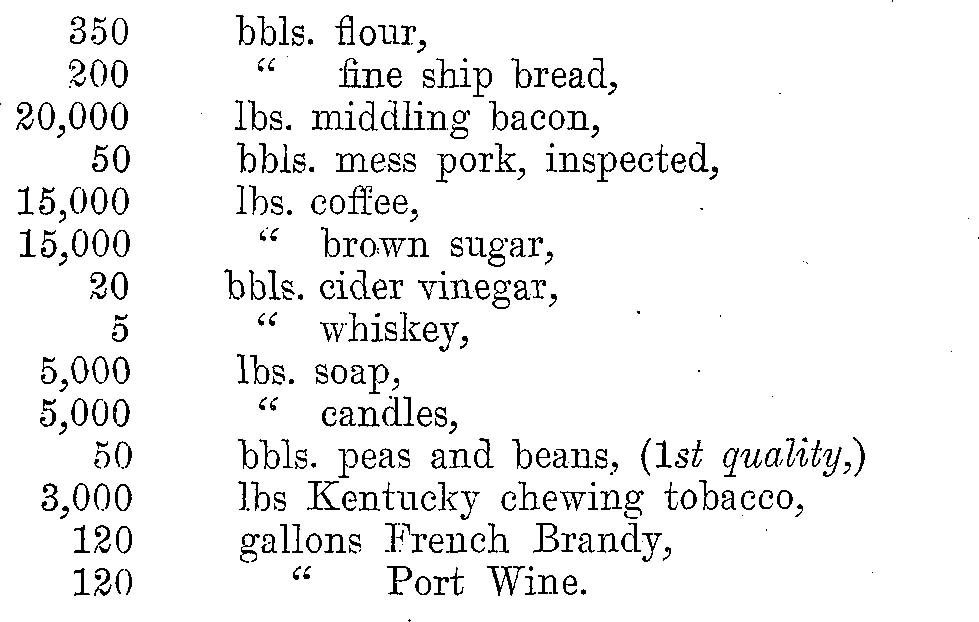 350 bbls. flour,
200 “ fine ship bread,
20,000 lbs. middling bacon,
50 bbls. mess pork, inspected,
15,000 lbs. coffee,
15,000 “ brown sugar,
20 bbls. cider vinegar,
5 “ whiskey,
5,000 lbs. soap,
5,000 “ candles,
50 bbls. peas and beans, (1st quality,)
3,000 lbs Kentucky chewing tobacco,
120 gallons French Brandy,
120 “ Port Wine.